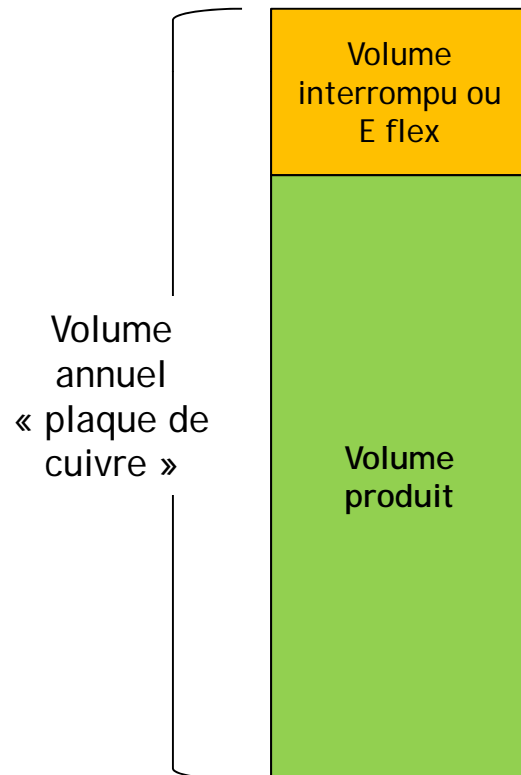 Volume
interrompu ou
E flex
Volume
annuel
« plaque de
cuivre »
Volume
produit